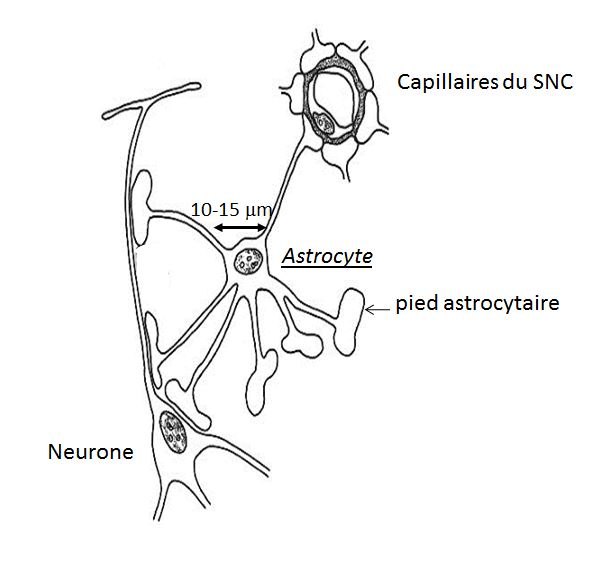 Capillaires du SNC
10-15 µm
Astrocyte
pied astrocytaire
Neurone